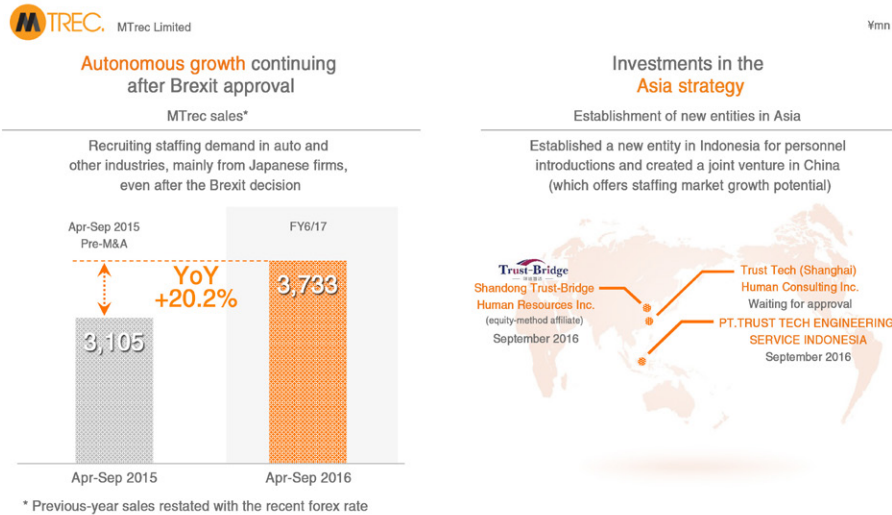 MTREC.
MTrec Limited
¥mn
Autonomous growth continuing
after Brexit approval
MTrec sales*
Recruiting staffing demand in auto and
other industries, mainly from Japanese firms,
even after the Brexit decision
Apr-Sep 2015
Pre-M&A
FY6/17
YoY
+20.2%
3,105
3,733
Apr-Sep 2015
Apr-Sep 2016
* Previous-year sales restated with the recent forex rate
Investments in the
Asia strategy
Establishment of new entities in Asia
Established a new entity in Indonesia for personnel
introductions and created a joint venture in China
(which offers staffing market growth potential)
Trust-Bridge
Shandong Trust-Bridge
Human Resources Inc.
(equity-method affiliate)
September 2016
Trust Tech (Shanghai)
Human Consulting Inc.
Waiting for approval
PT.TRUST TECH ENGINEERING
SERVICE INDONESIA
September 2016